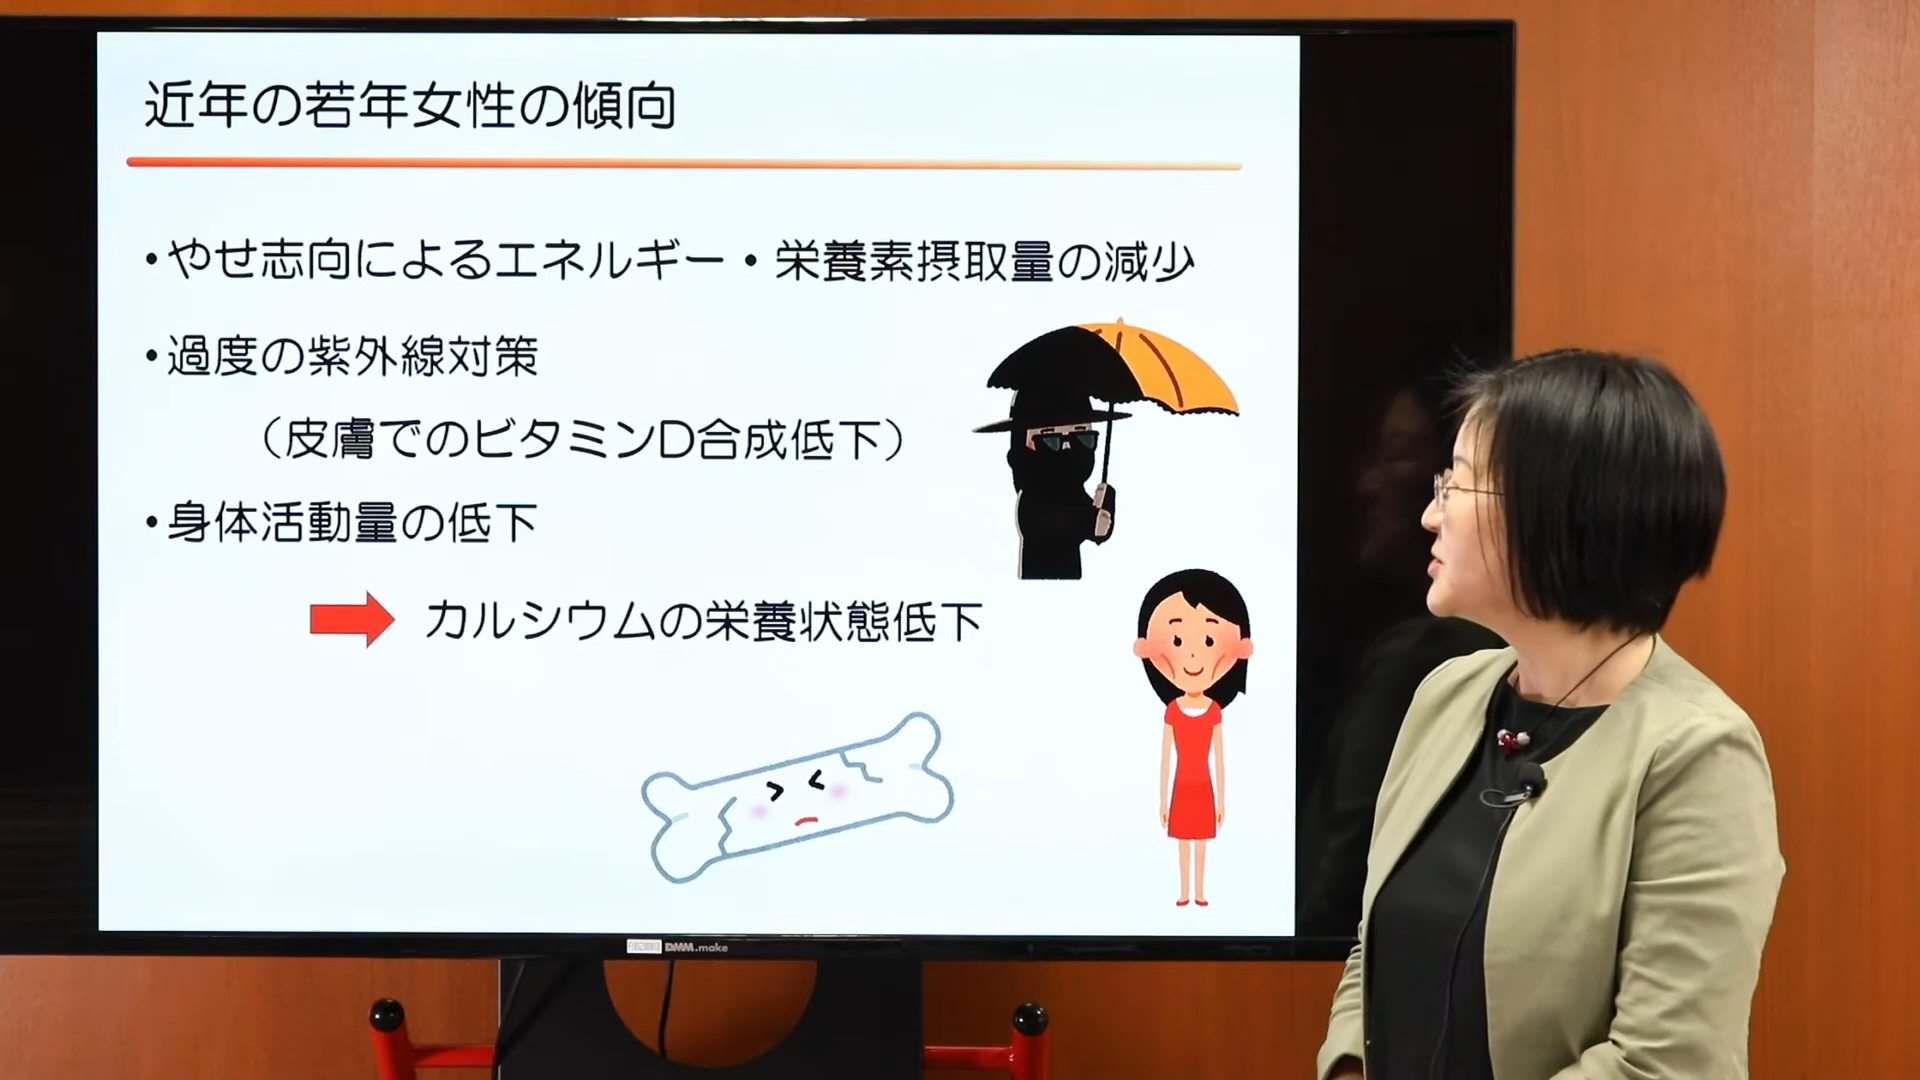 近年の若年女性の傾向
•やせ志向によるエネルギー・栄養素摂取量の減少
•過度の紫外線対策
（皮膚でのビタミンD合成低下）
•身体活動量の低下
カルシウムの栄養状態低下
DMM.make